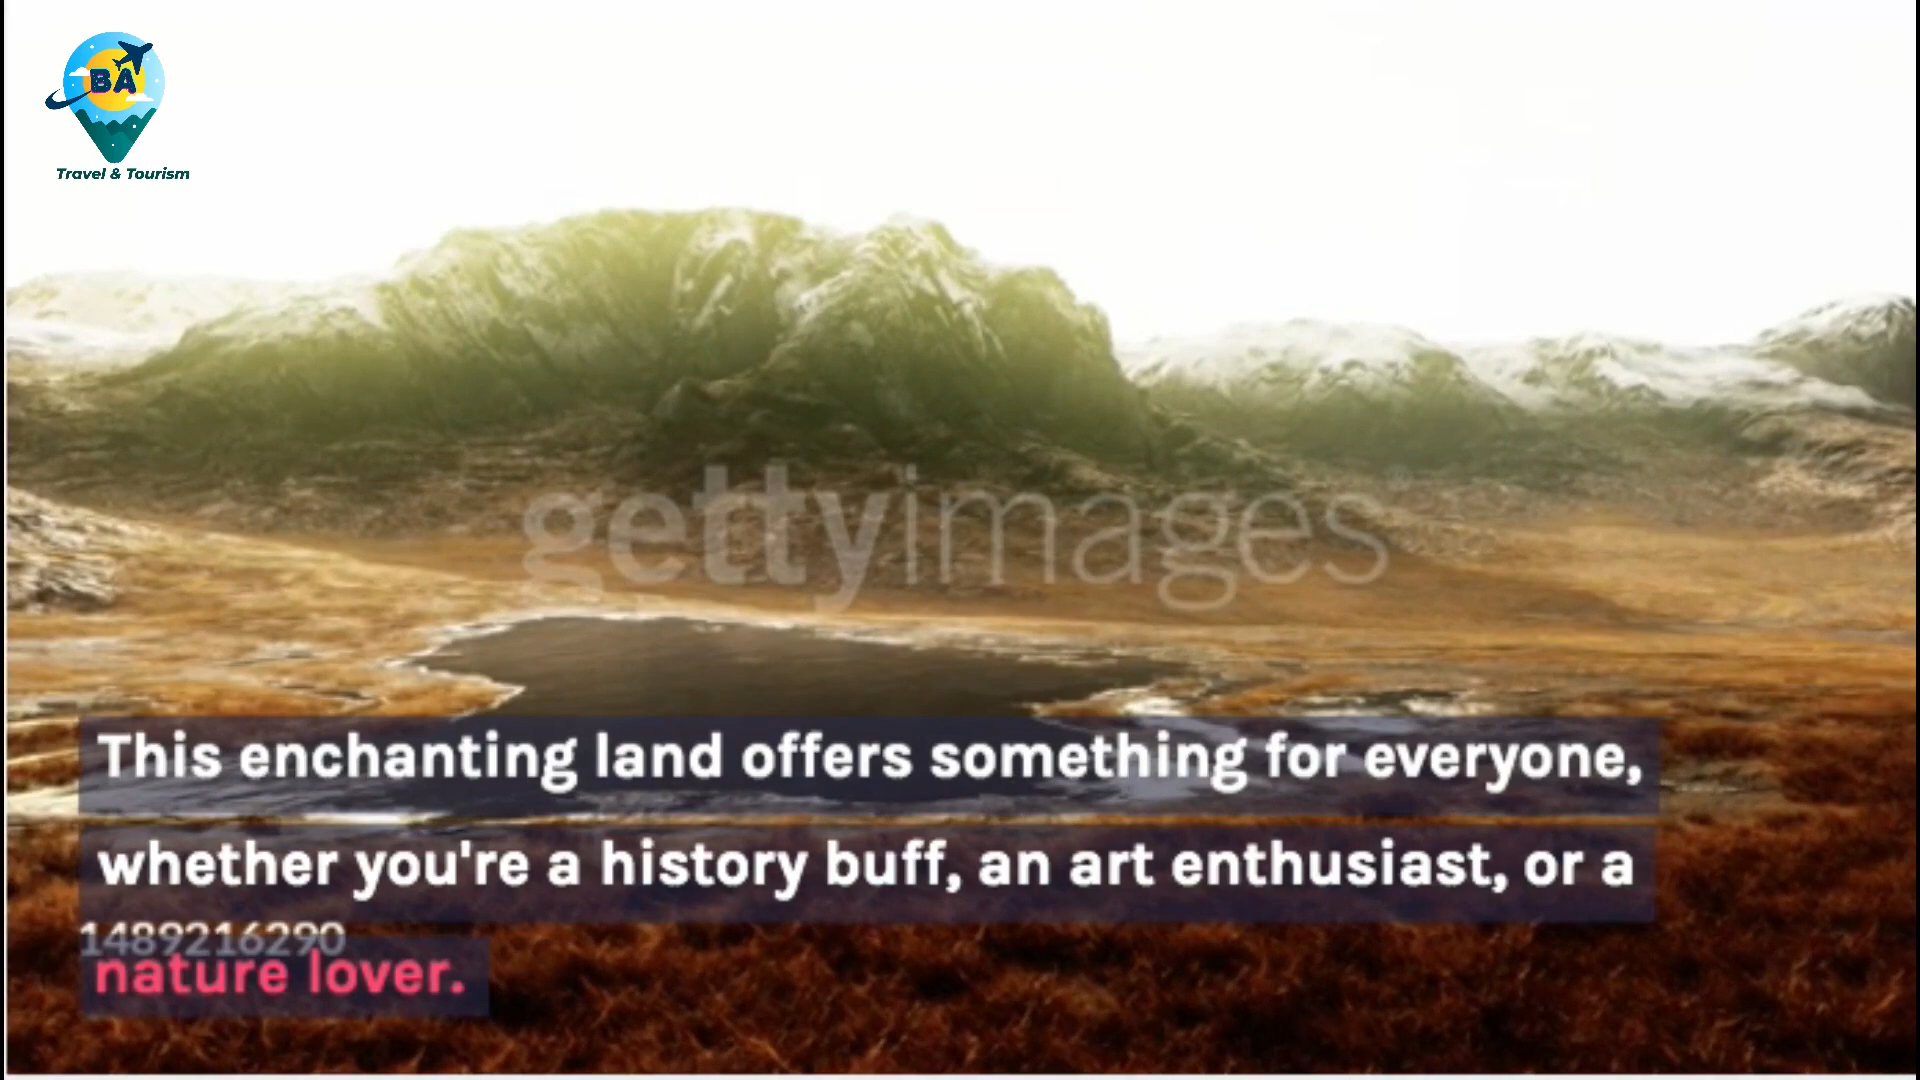 BA
Travel & Tourism
gettyimages
This enchanting land offers something for everyone,
whether you're a history buff, an art enthusiast, or a
1489216290
nature lover.